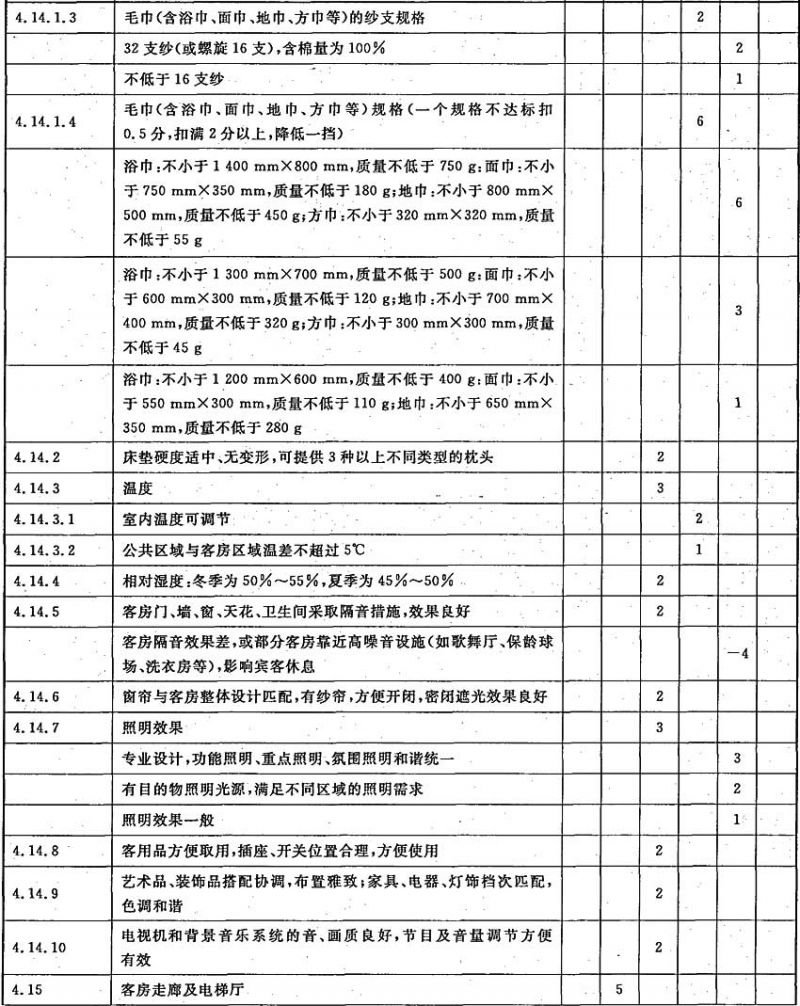 4.14.1.3 毛巾(含浴巾、面巾、地巾、方巾等)的纱支规格 2
32 支纱(或螺旋 16 支),含棉量为 100% 2
不低于 16 支纱 1
4.14.1.4 毛巾(含浴巾、面巾、地巾、方巾等)规格(一个规格不达标扣
0.5 分,扣满 2 分以上,降低一挡) 6
浴巾:不小于 1 400 mm×800 mm,质量不低于 750 g;面巾:不小
于 750 mm×350 mm,质量不低于 180 g;地巾:不小于 800 mm×
500 mm,质量不低于 450 g;方巾:不小于 320 mm×320 mm,质量
不低于 55 g 6
浴巾:不小于 1 300 mm×700 mm,质量不低于 500 g;面巾:不小
于 600 mm×300 mm,质量不低于 120 g;地巾:不小于 700 mm×
400 mm,质量不低于 320 g;方巾:不小于 300 mm×300 mm,质量
不低于 45 g 3
浴巾:不小于 1 200 mm×600 mm,质量不低于 400 g;面巾:不小
于 550 mm×300 mm,质量不低于 110 g;地巾:不小于 650 mm×
350 mm,质量不低于 280 g 1
4.14.2 床垫硬度适中、无变形,可提供 3 种以上不同类型的枕头 2
4.14.3 温度 3
4.14.3.1 室内温度可调节 2
4.14.3.2 公共区域与客房区域温差不超过 5℃ 1
4.14.4 相对湿度:冬季为 50%～55%,夏季为 45%～50% 2
4.14.5 客房门、墙、窗、天花、卫生间采取隔音措施,效果良好 2
客房隔音效果差,或部分客房靠近高噪音设施(如歌舞厅、保龄球
场、洗衣房等),影响宾客休息 －4
4.14.6 窗帘与客房整体设计匹配,有纱帘,方便开闭,密闭遮光效果良好 2
4.14.7 照明效果 3
专业设计,功能照明、重点照明、氛围照明和谐统一 3
有目的物照明光源,满足不同区域的照明需求 2
照明效果一般 1
4.14.8 客用品方便取用,插座、开关位置合理,方便使用 2
4.14.9 艺术品、装饰品搭配协调,布置雅致;家具、电器、灯饰档次匹配,
色调和谐 2
4.14.10 电视机和背景音乐系统的音、画质良好,节目及音量调节方便
有效 2
4.15 客房走廊及电梯厅 5